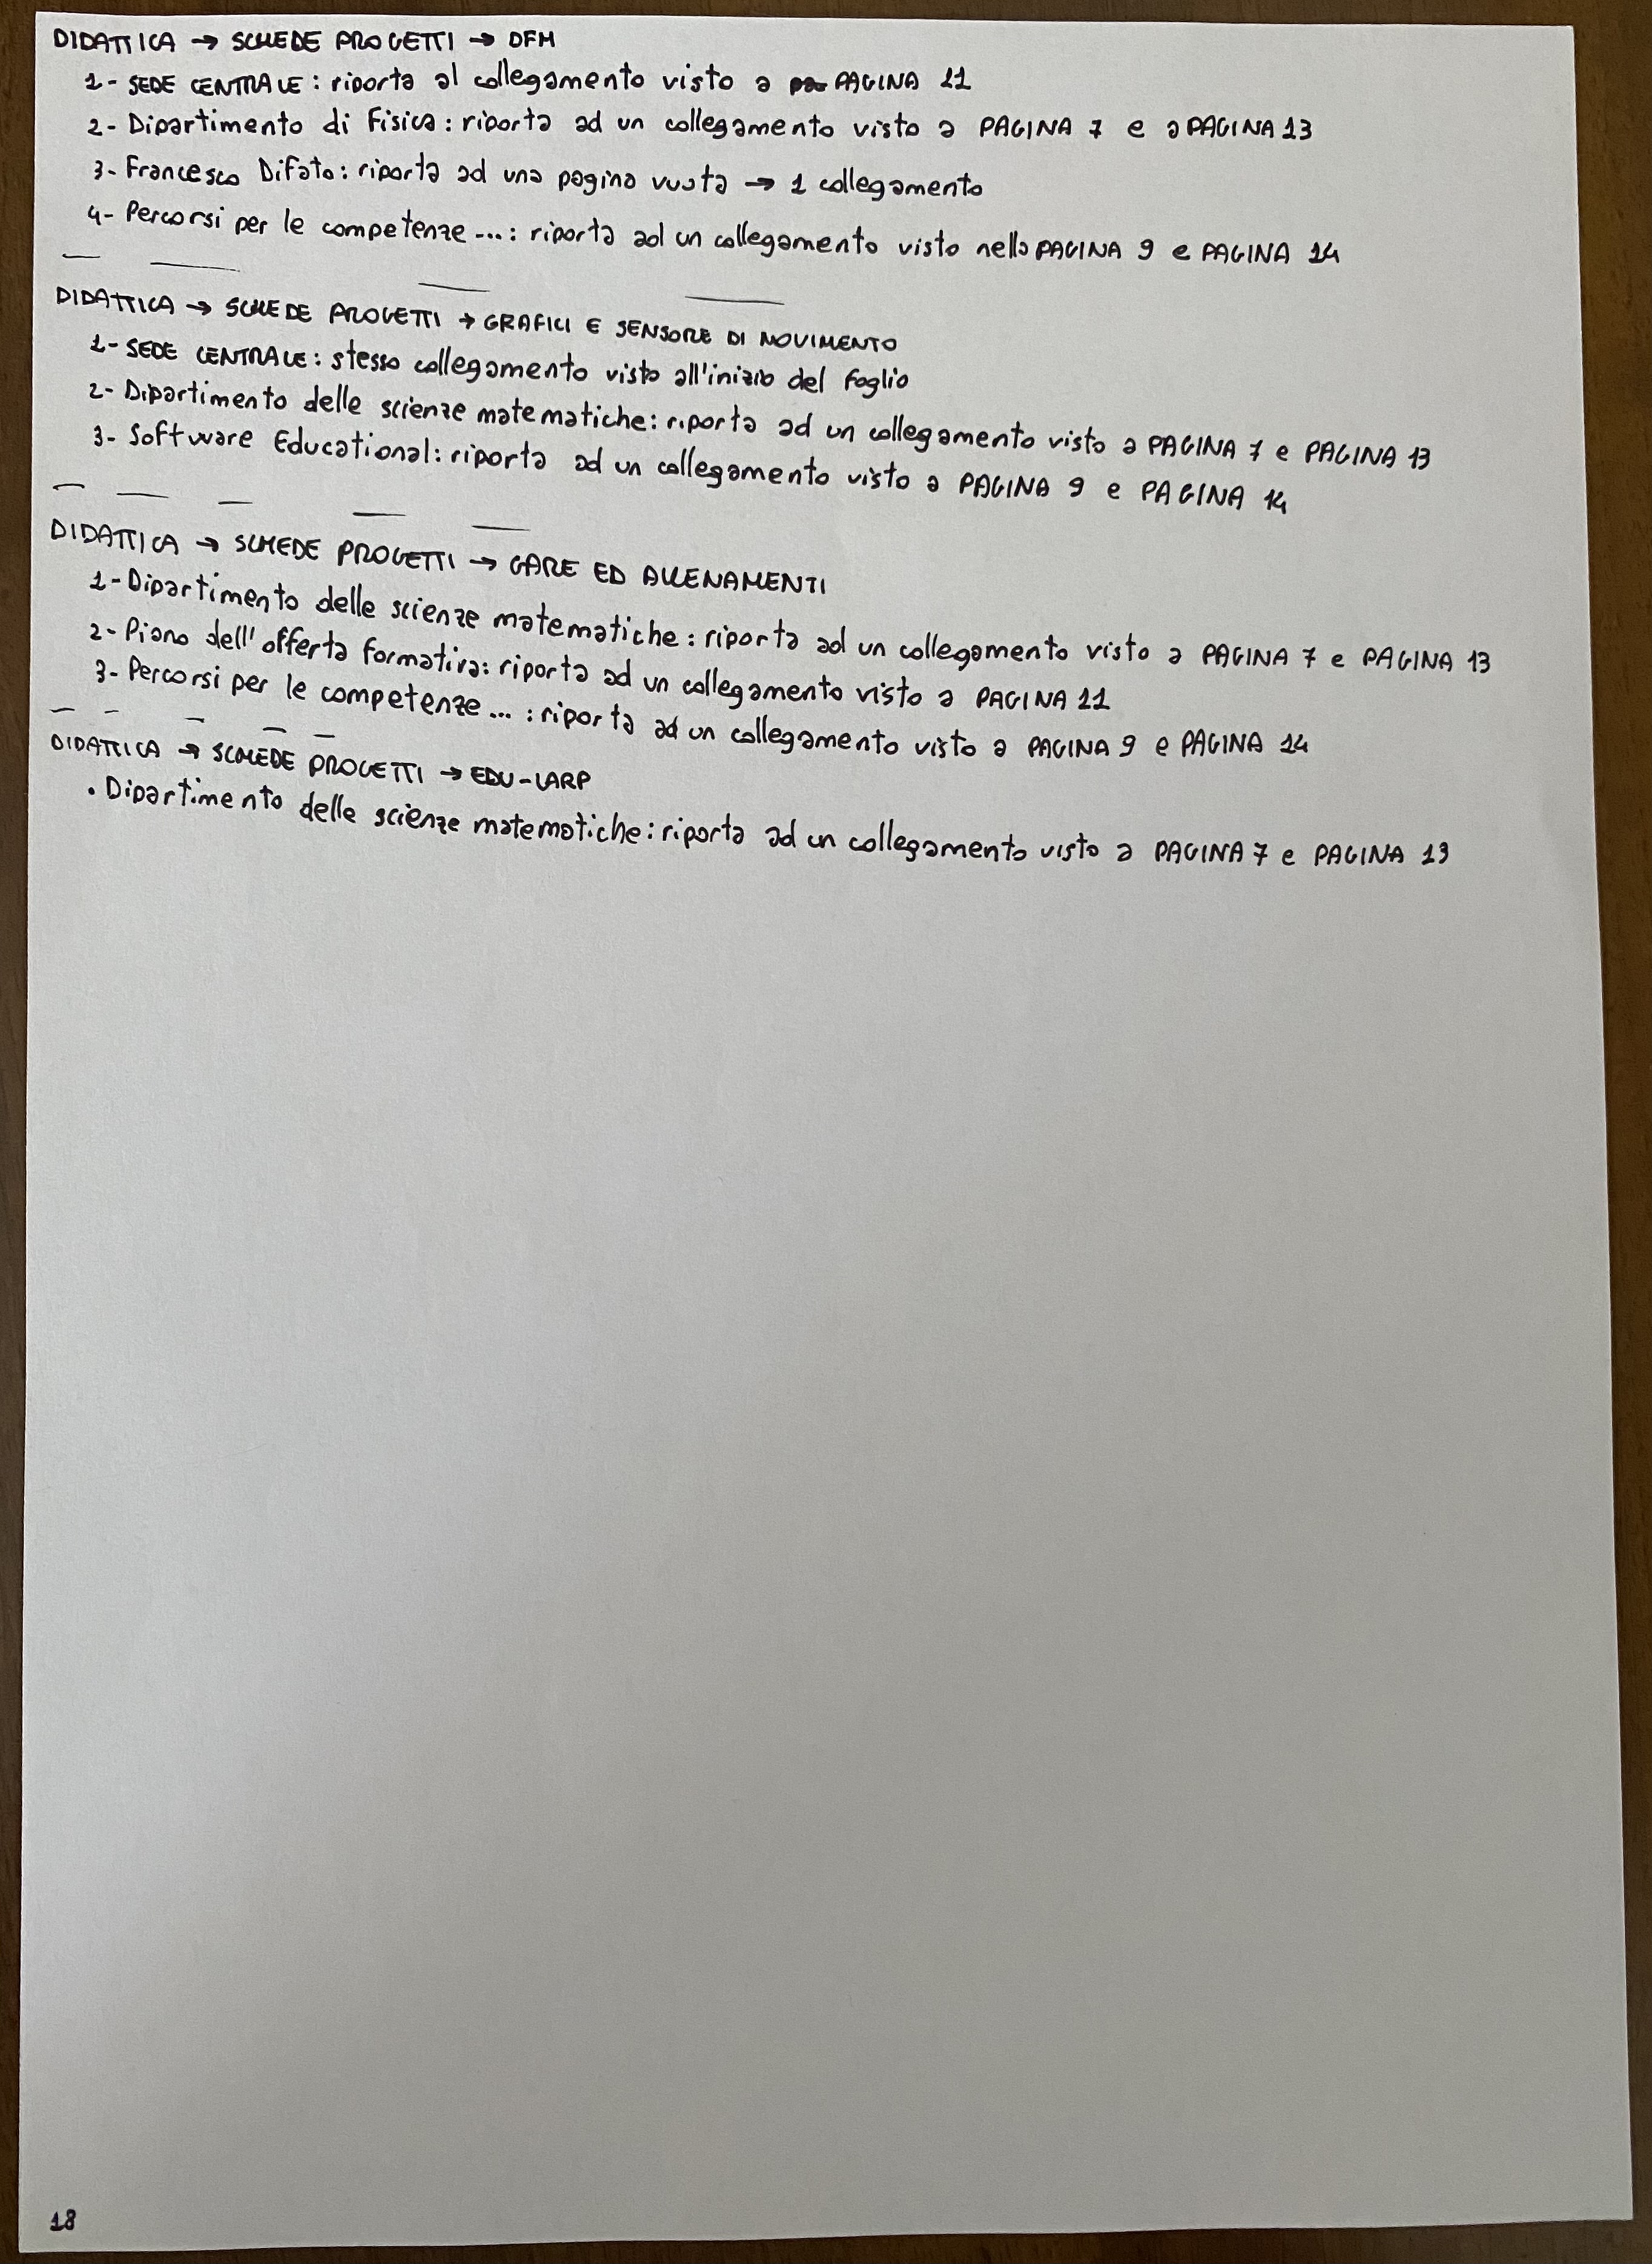 DIDATTICA → SCHEDE PROGETTI → DFM
1- SEDE CENTRALE: riporta al collegamento visto a PAGINA 11
2- Dipartimento di Fisica: riporta ad un collegamento visto a PAGINA 7 e a PAGINA 13
3- Francesco Difato: riporta ad una pagina vuota → 1 collegamento
4- Percorsi per le competenze ...: riporta ad un collegamento visto nella PAGINA 9 e PAGINA 14
DIDATTICA → SCHEDE PROGETTI → GRAFICI E SENSORE DI MOVIMENTO
1- SEDE CENTRALE: stesso collegamento visto all'inizio del foglio
2- Dipartimento delle scienze matematiche: riporta ad un collegamento visto a PAGINA 7 e PAGINA 13
3- Software Educational: riporta ad un collegamento visto a PAGINA 9 e PAGINA 14
DIDATTICA → SCHEDE PROGETTI → GARE ED ALLENAMENTI
1- Dipartimento delle scienze matematiche: riporta ad un collegamento visto a PAGINA 7 e PAGINA 13
2- Piano dell'offerta formativa: riporta ad un collegamento visto a PAGINA 11
3- Percorsi per le competenze ... : riporta ad un collegamento visto a PAGINA 9 e PAGINA 14
DIDATTICA → SCHEDE PROGETTI → EDU-LARP
• Dipartimento delle scienze matematiche: riporta ad un collegamento visto a PAGINA 7 e PAGINA 13
18